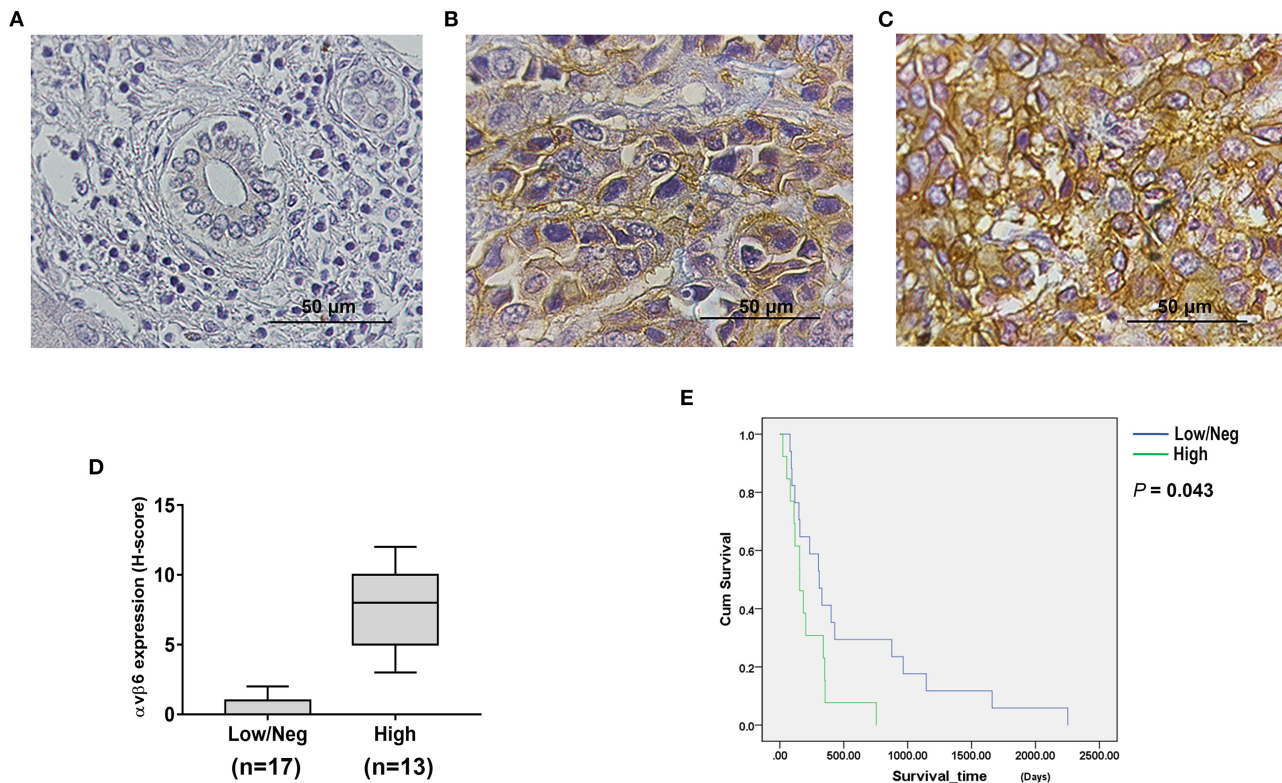 A
B
C
50 µm
50 µm
50 µm
D
αvβ6 expression (H-score)
15
10
5
0
Low/Neg
High
(n=17)
(n=13)
E
Low/Neg
High
P = 0.043
Cum Survival
1.0
0.8
0.6
0.4
0.2
0.0
.00
500.00
1000.00
1500.00
2000.00
2500.00
Survival_time
(Days)